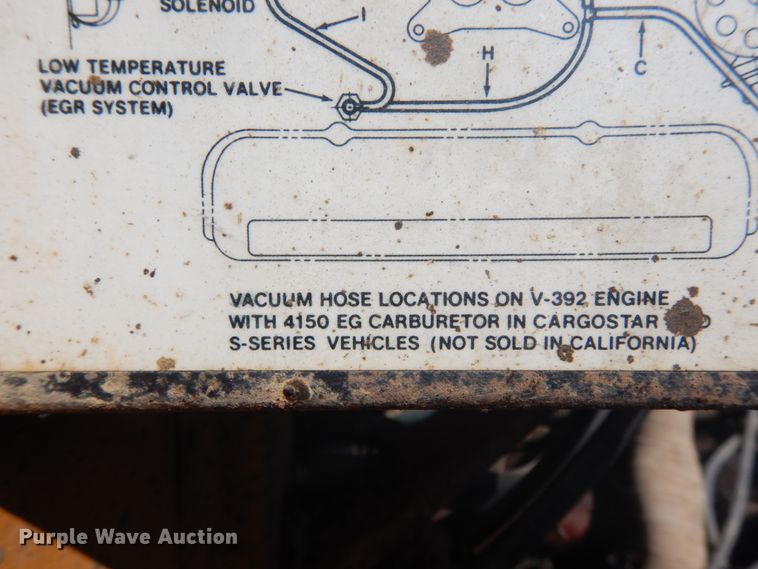 SOLENOID
I
LOW TEMPERATURE
VACUUM CONTROL VALVE
(EGR SYSTEM)
H
C
VACUUM HOSE LOCATIONS ON V-392 ENGINE
WITH 4150 EG CARBURETOR IN CARGOSTAR
S-SERIES VEHICLES (NOT SOLD IN CALIFORNIA)
Purple Wave Auction